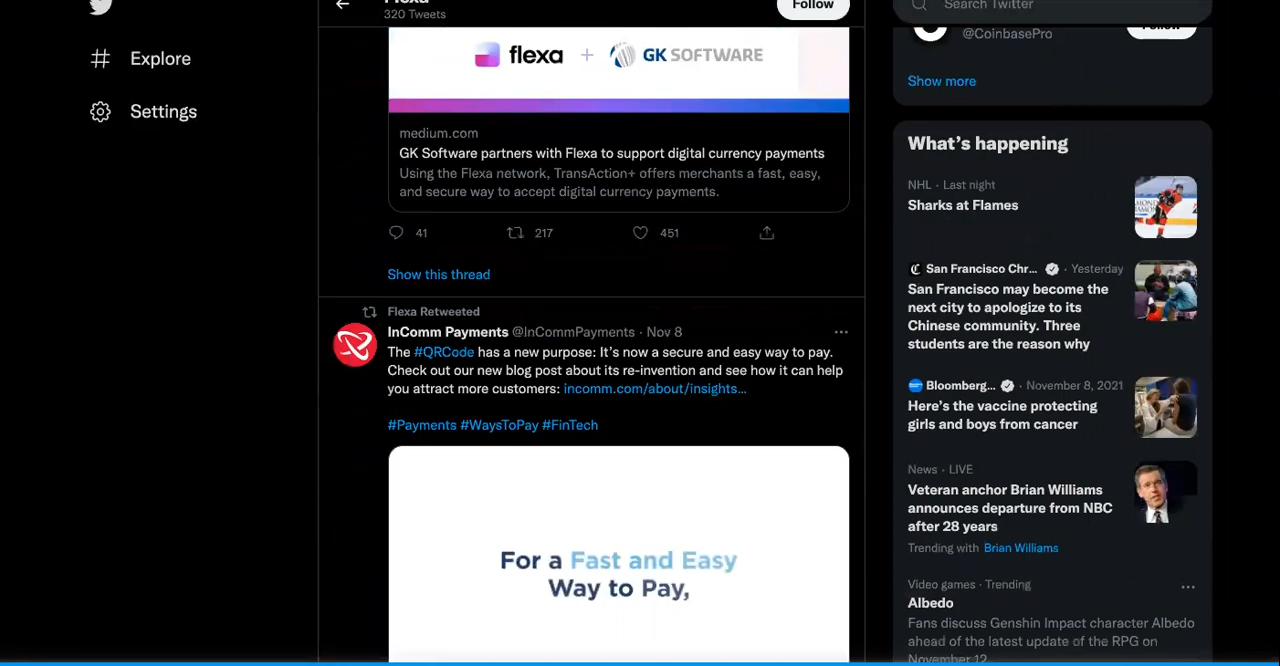 Explore
Settings
320 Tweets
Follow
flexa + GK SOFTWARE
medium.com
GK Software partners with Flexa to support digital currency payments
Using the Flexa network, TransAction+ offers merchants a fast, easy,
and secure way to accept digital currency payments.
41 217 451
Show this thread
Flexa Retweeted
InComm Payments @InCommPayments · Nov 8
The #QRCode has a new purpose: It's now a secure and easy way to pay.
Check out our new blog post about its re-invention and see how it can help
you attract more customers: incomm.com/about/insights...
#Payments #WaysToPay #FinTech
For a Fast and Easy
Way to Pay,
Search Twitter
@CoinbasePro
Show more
What's happening
NHL · Last night
Sharks at Flames
San Francisco Chr... · Yesterday
San Francisco may become the
next city to apologize to its
Chinese community. Three
students are the reason why
Bloomberg... · November 8, 2021
Here's the vaccine protecting
girls and boys from cancer
News · LIVE
Veteran anchor Brian Williams
announces departure from NBC
after 28 years
Trending with Brian Williams
Video games · Trending
Albedo
Fans discuss Genshin Impact character Albedo
ahead of the latest update of the RPG on
November 12